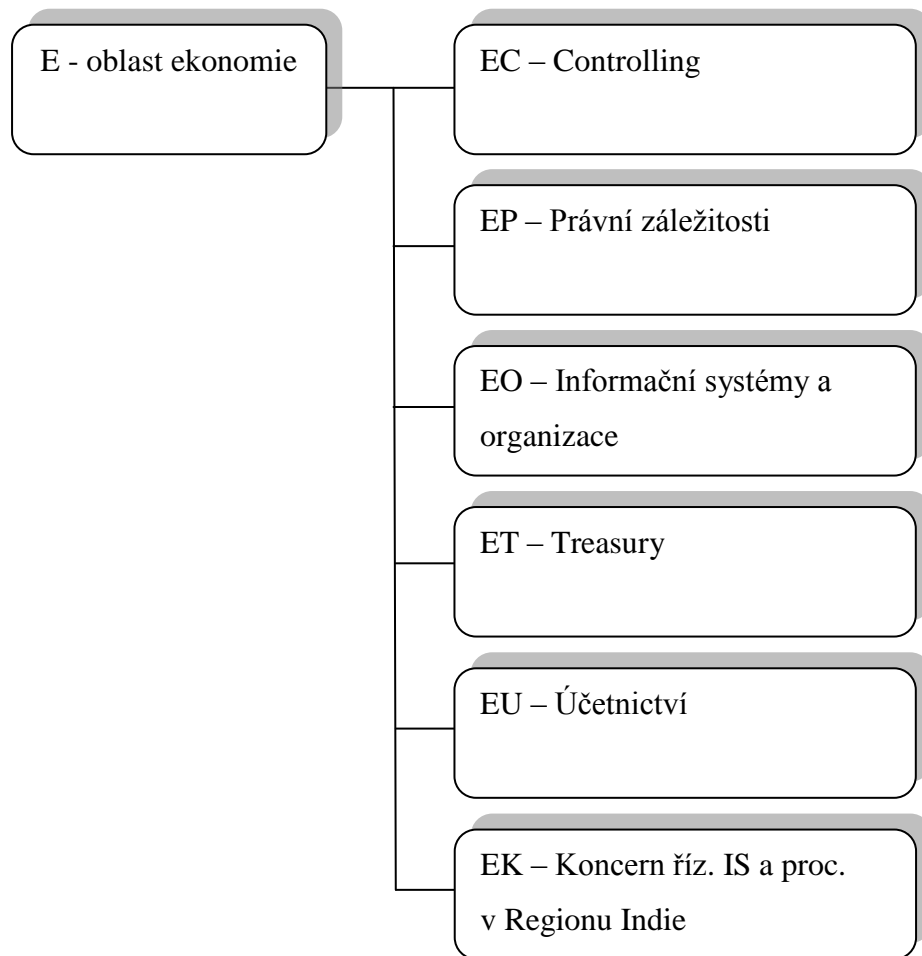 E - oblast ekonomie
EC – Controlling
EP – Právní záležitosti
EO – Informační systémy a
organizace
ET – Treasury
EU – Účetnictví
EK – Koncern říz. IS a proc.
v Regionu Indie